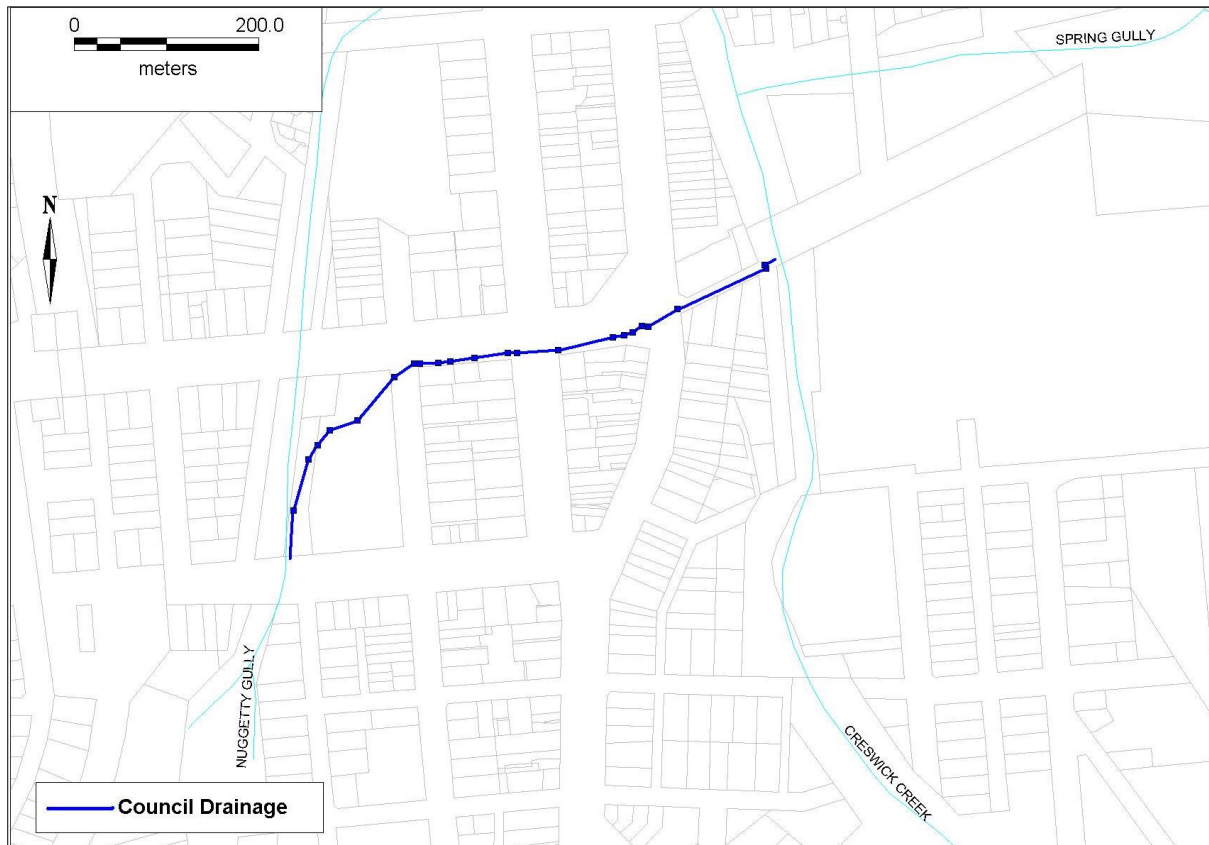 0 200.0
meters
SPRING GULLY
N
NUGGETTY GULLY
CRESWICK CREEK
Council Drainage